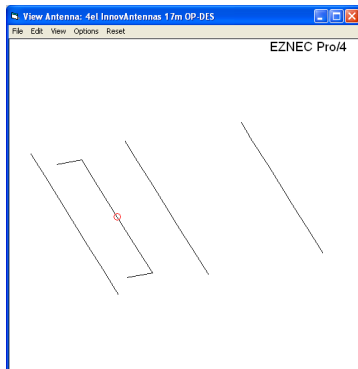 View Antenna: 4el InnovAntennas 17m OP-DES
File Edit View Options Reset
EZNEC Pro/4